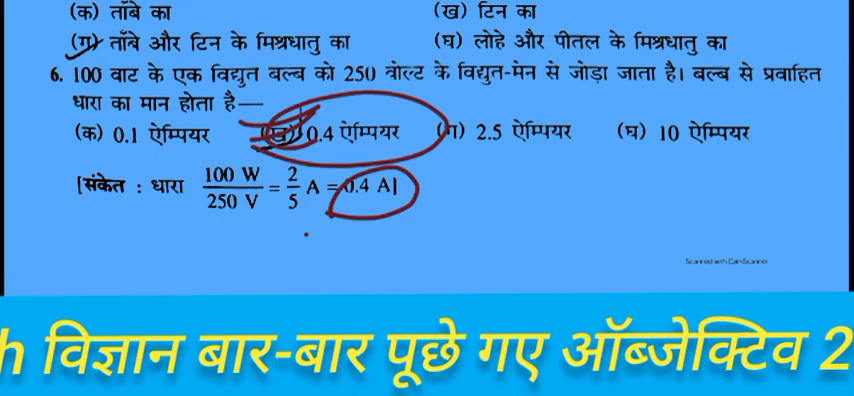 (क) ताँबे का (ख) टिन का
(ग) ताँबे और टिन के मिश्रधातु का (घ) लोहे और पीतल के मिश्रधातु का
6. 100 वाट के एक विद्युत बल्ब को 250 वोल्ट के विद्युत-मेन से जोड़ा जाता है। बल्ब से प्रवाहित
धारा का मान होता है—
(क) 0.1 ऐम्पियर (ख) 0.4 ऐम्पियर (ग) 2.5 ऐम्पियर (घ) 10 ऐम्पियर
[संकेत : धारा 100 W / 250 V = 2/5 A = 0.4 A]
Scanned with CamScanner
h विज्ञान बार-बार पूछे गए ऑब्जेक्टिव 2